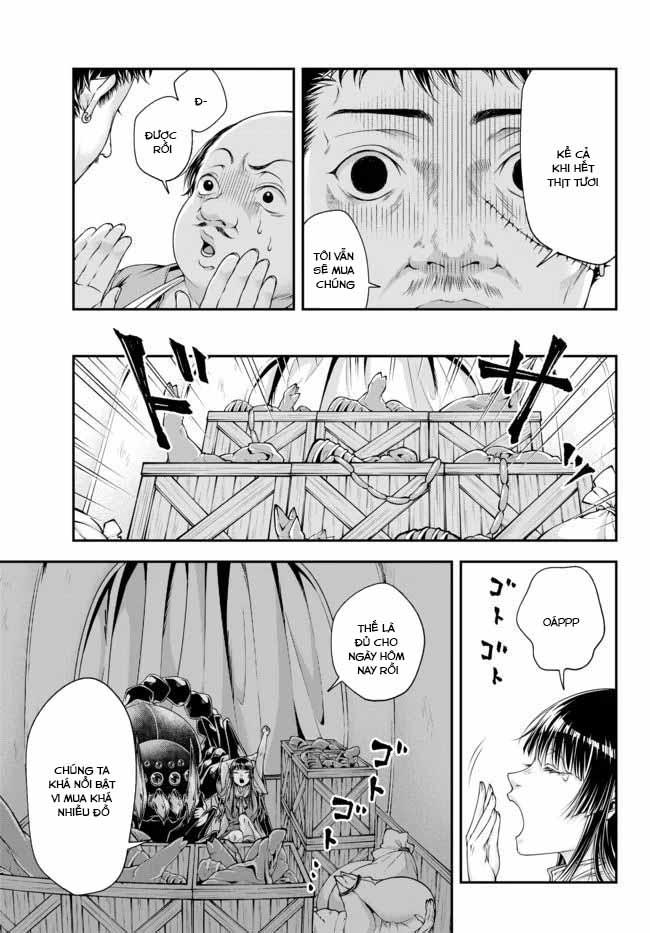 KỂ CẢ
KHI HẾT
THỊT TƯƠI
TÔI VẪN
SẼ MUA
CHÚNG
Đ-
ĐƯỢC
RỒI
ドサ
OÁPPP
ゴトゴト
THẾ LÀ
ĐỦ CHO
NGÀY HÔM
NAY RỒI
ゴトゴト
CHÚNG TA
KHÁ NỔI BẬT
VÌ MUA KHÁ
NHIỀU ĐỒ